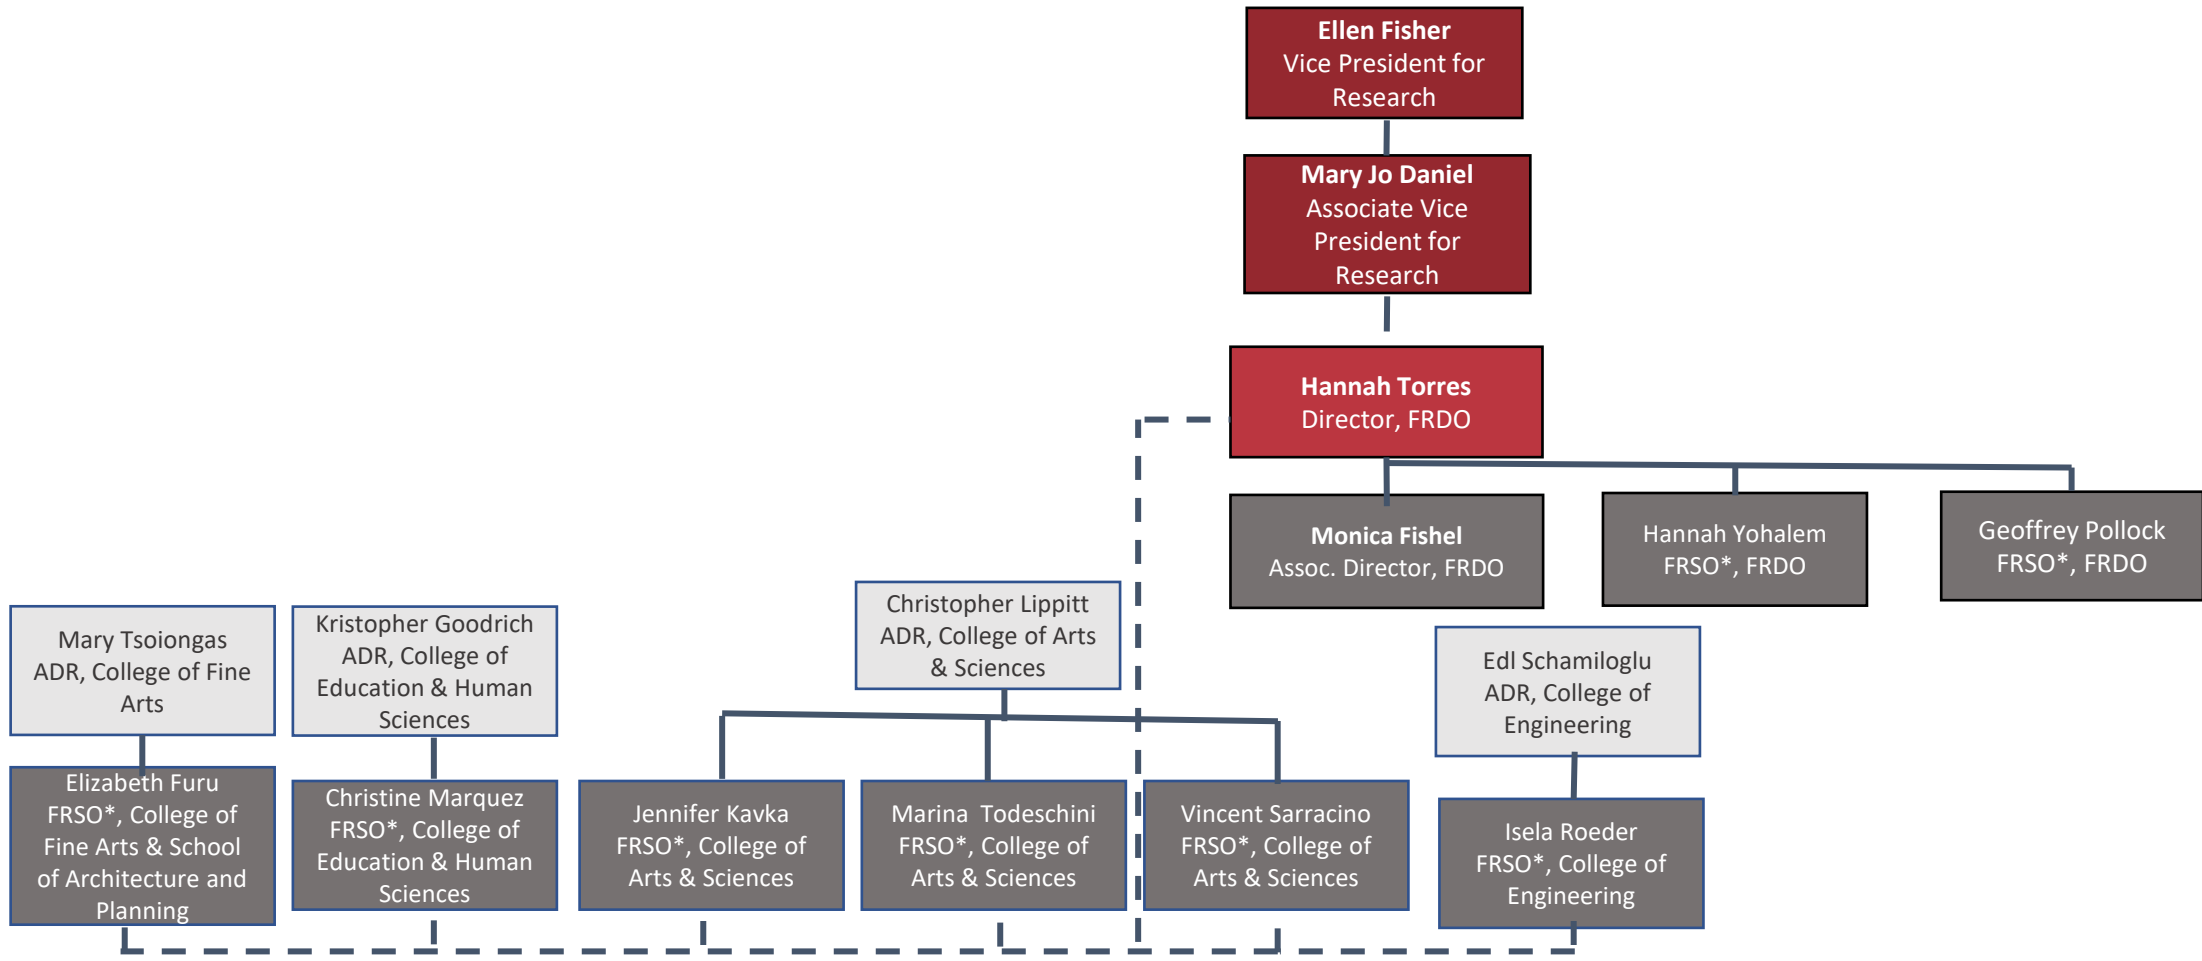 Ellen Fisher
Vice President for
Research
Mary Jo Daniel
Associate Vice
President for
Research
Hannah Torres
Director, FRDO
Monica Fishel
Assoc. Director, FRDO
Hannah Yohalem
FRSO*, FRDO
Geoffrey Pollock
FRSO*, FRDO
Mary Tsoiongas
ADR, College of Fine
Arts
Kristopher Goodrich
ADR, College of
Education & Human
Sciences
Christopher Lippitt
ADR, College of Arts
& Sciences
Edl Schamiloglu
ADR, College of
Engineering
Elizabeth Furu
FRSO*, College of
Fine Arts & School
of Architecture and
Planning
Christine Marquez
FRSO*, College of
Education & Human
Sciences
Jennifer Kavka
FRSO*, College of
Arts & Sciences
Marina Todeschini
FRSO*, College of
Arts & Sciences
Vincent Sarracino
FRSO*, College of
Arts & Sciences
Isela Roeder
FRSO*, College of
Engineering